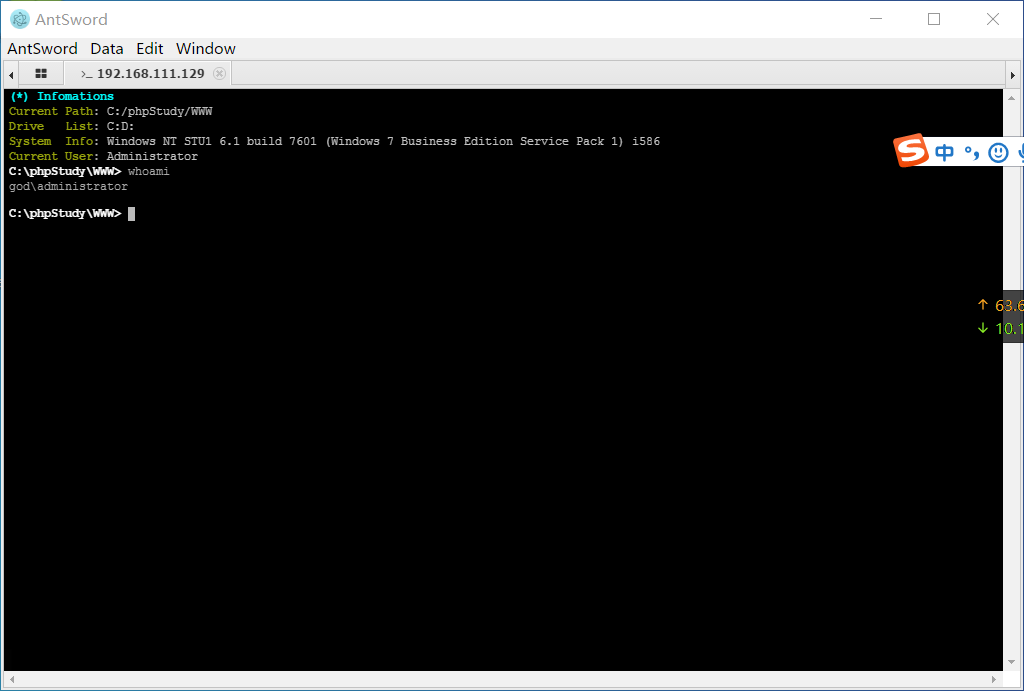 AntSword
AntSword Data Edit Window
>_ 192.168.111.129
(*) Infomations
Current Path: C:/phpStudy/WWW
Drive List: C:D:
System Info: Windows NT STU1 6.1 build 7601 (Windows 7 Business Edition Service Pack 1) i586
Current User: Administrator
C:\phpStudy\WWW> whoami
god\administrator
C:\phpStudy\WWW>
S 中 °,
↑ 63.6
↓ 10.1